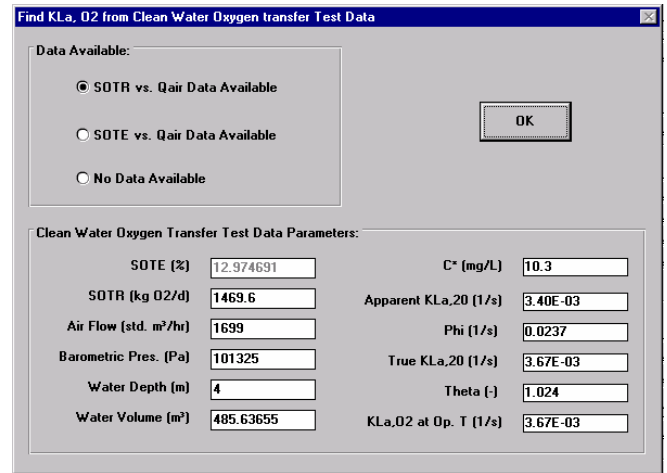 Find KLa, O2 from Clean Water Oxygen transfer Test Data
Data Available:
SOTR vs. Qair Data Available
SOTE vs. Qair Data Available
No Data Available
OK
Clean Water Oxygen Transfer Test Data Parameters:
SOTE (%) 12.974691
SOTR (kg O2/d) 1469.6
Air Flow (std. m³/hr) 1699
Barometric Pres. (Pa) 101325
Water Depth (m) 4
Water Volume (m³) 485.63655
C* (mg/L) 10.3
Apparent KLa,20 (1/s) 3.40E-03
Phi (1/s) 0.0237
True KLa,20 (1/s) 3.67E-03
Theta (-) 1.024
KLa,O2 at Op. T (1/s) 3.67E-03